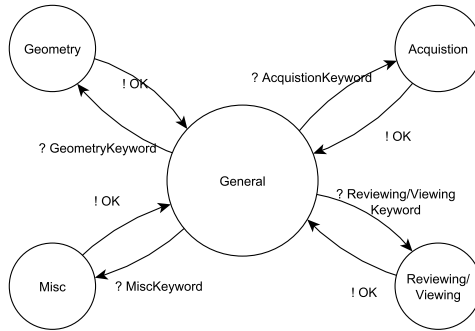 Geometry
Acquistion
! OK
? AcquistionKeyword
! OK
? GeometryKeyword
General
! OK
? Reviewing/Viewing
Keyword
Misc
? MiscKeyword
! OK
Reviewing/
Viewing